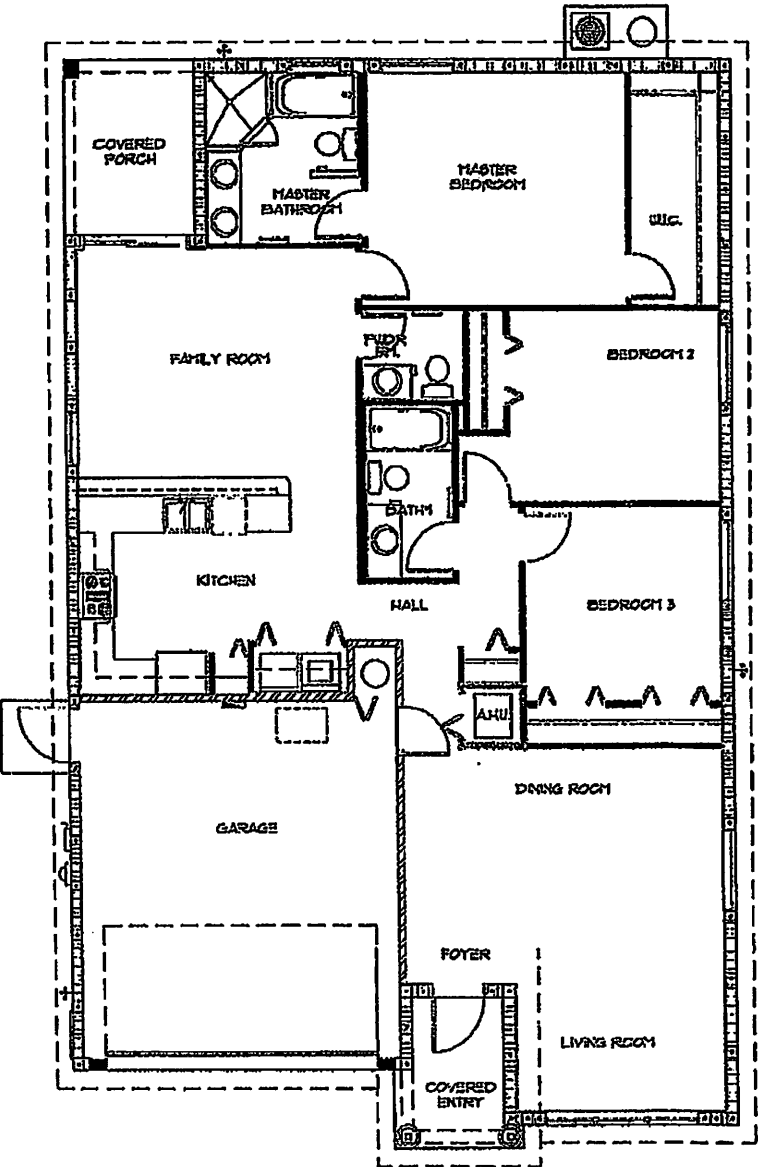 COVERED
PORCH
MASTER
BATHROOM
MASTER
BEDROOM
W.I.C.
FAMILY ROOM
PWDR
RM.
BEDROOM 2
BATH 1
KITCHEN
HALL
BEDROOM 3
A.H.U.
DINING ROOM
GARAGE
FOYER
LIVING ROOM
COVERED
ENTRY